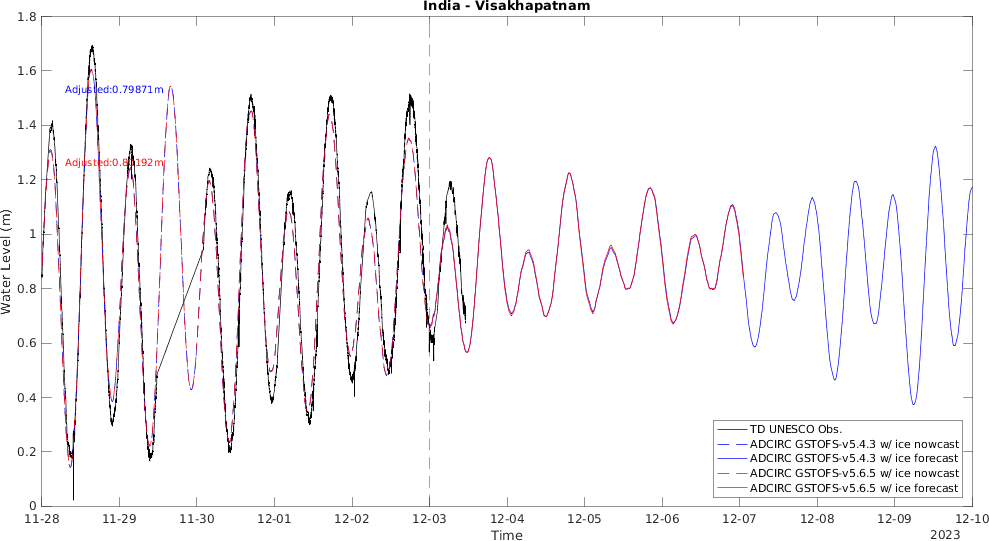 India - Visakhapatnam
Water Level (m)
1.8
1.6
1.4
1.2
1
0.8
0.6
0.4
0.2
0
Adjusted:0.79871m
TD UNESCO Obs.
ADCIRC GSTOFS-v5.4.3 w/ ice nowcast
ADCIRC GSTOFS-v5.4.3 w/ ice forecast
ADCIRC GSTOFS-v5.6.5 w/ ice nowcast
ADCIRC GSTOFS-v5.6.5 w/ ice forecast
11-28 11-29 11-30 12-01 12-02 12-03 12-04 12-05 12-06 12-07 12-08 12-09 12-10
Time
2023